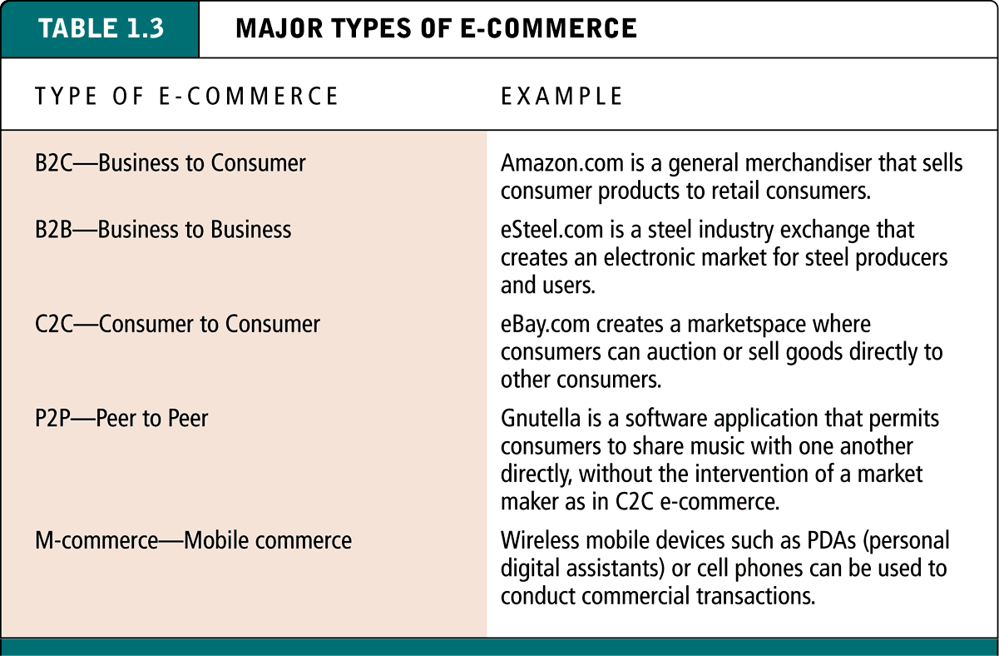 TABLE 1.3 MAJOR TYPES OF E-COMMERCE
TYPE OF E-COMMERCE EXAMPLE
B2C—Business to Consumer Amazon.com is a general merchandiser that sells
consumer products to retail consumers.
B2B—Business to Business eSteel.com is a steel industry exchange that
creates an electronic market for steel producers
and users.
C2C—Consumer to Consumer eBay.com creates a marketspace where
consumers can auction or sell goods directly to
other consumers.
P2P—Peer to Peer Gnutella is a software application that permits
consumers to share music with one another
directly, without the intervention of a market
maker as in C2C e-commerce.
M-commerce—Mobile commerce Wireless mobile devices such as PDAs (personal
digital assistants) or cell phones can be used to
conduct commercial transactions.